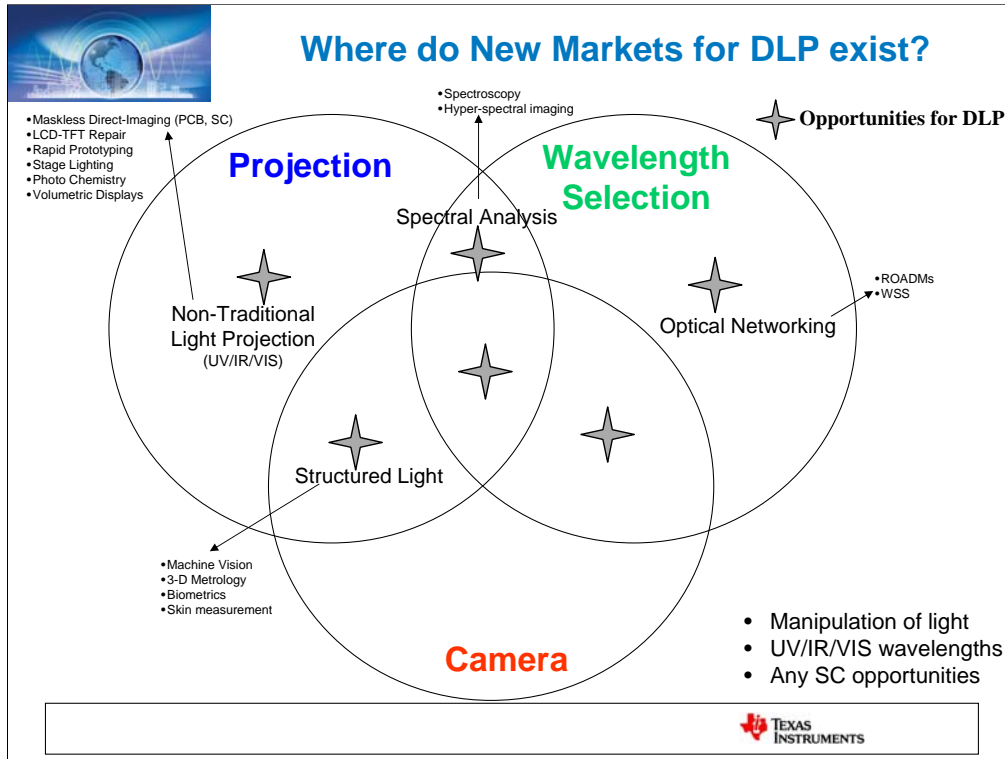 Where do New Markets for DLP exist?
•Spectroscopy
•Hyper-spectral imaging
Opportunities for DLP
•Maskless Direct-Imaging (PCB, SC)
•LCD-TFT Repair
•Rapid Prototyping
•Stage Lighting
•Photo Chemistry
•Volumetric Displays
Projection
Wavelength
Selection
Spectral Analysis
Non-Traditional
Light Projection
(UV/IR/VIS)
Optical Networking
•ROADMs
•WSS
Structured Light
•Machine Vision
•3-D Metrology
•Biometrics
•Skin measurement
Camera
• Manipulation of light
• UV/IR/VIS wavelengths
• Any SC opportunities
TEXAS
INSTRUMENTS